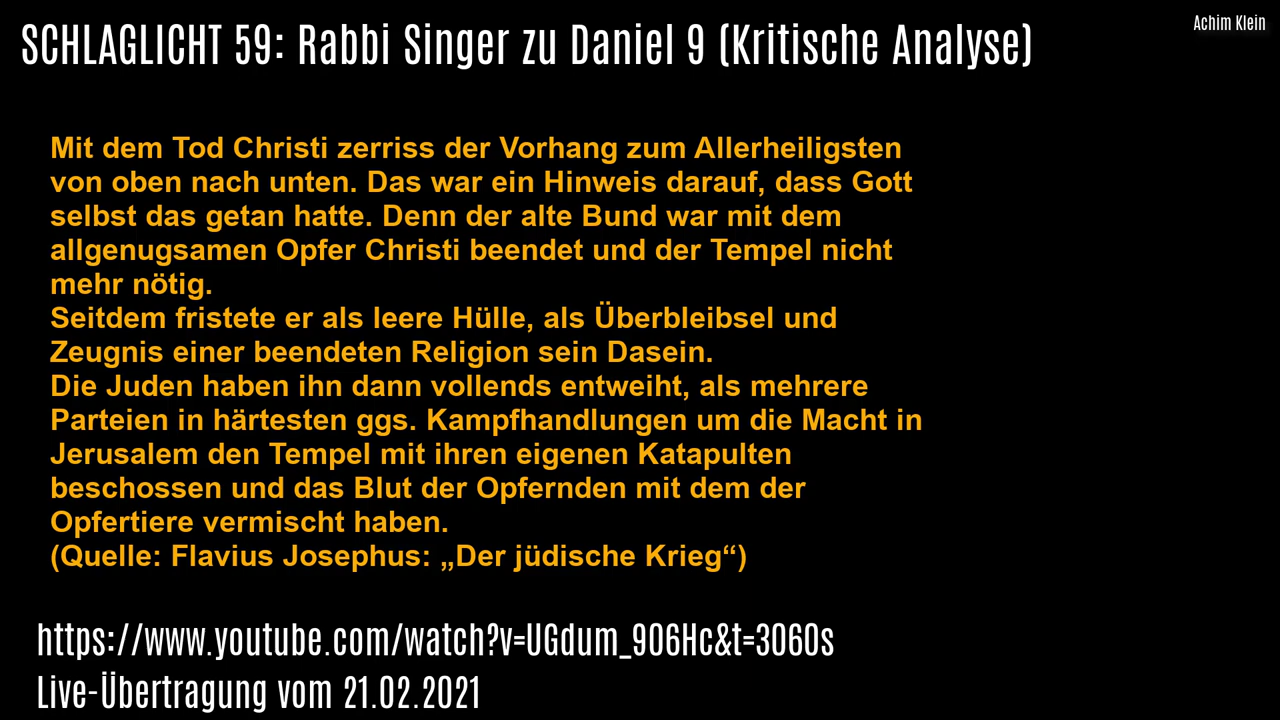 SCHLAGLICHT 59: Rabbi Singer zu Daniel 9 (Kritische Analyse)
Achim Klein
Mit dem Tod Christi zerriss der Vorhang zum Allerheiligsten
von oben nach unten. Das war ein Hinweis darauf, dass Gott
selbst das getan hatte. Denn der alte Bund war mit dem
allgenugsamen Opfer Christi beendet und der Tempel nicht
mehr nötig.
Seitdem fristete er als leere Hülle, als Überbleibsel und
Zeugnis einer beendeten Religion sein Dasein.
Die Juden haben ihn dann vollends entweiht, als mehrere
Parteien in härtesten ggs. Kampfhandlungen um die Macht in
Jerusalem den Tempel mit ihren eigenen Katapulten
beschossen und das Blut der Opfernden mit dem der
Opfertiere vermischt haben.
(Quelle: Flavius Josephus: „Der jüdische Krieg“)
https://www.youtube.com/watch?v=UGdum_906Hc&t=3060s
Live-Übertragung vom 21.02.2021